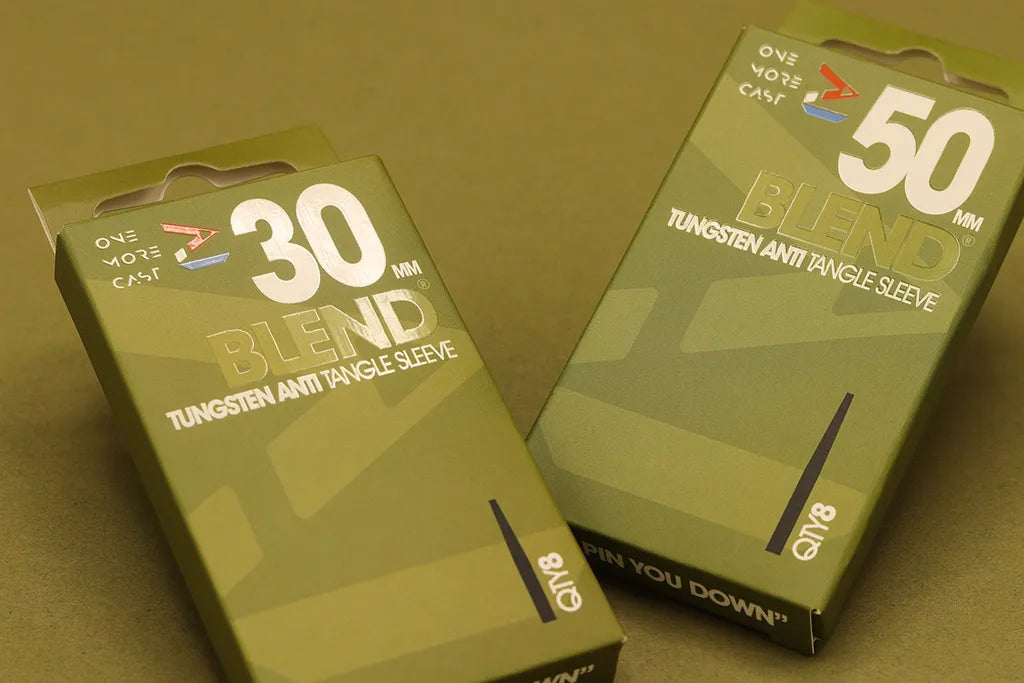 ONE
MORE
CAST
30 MM
BLEND®
TUNGSTEN ANTI TANGLE SLEEVE
QTY8
WN”
ONE
MORE
CAST
50 MM
BLEND®
TUNGSTEN ANTI TANGLE SLEEVE
QTY8
PIN YOU DOWN”